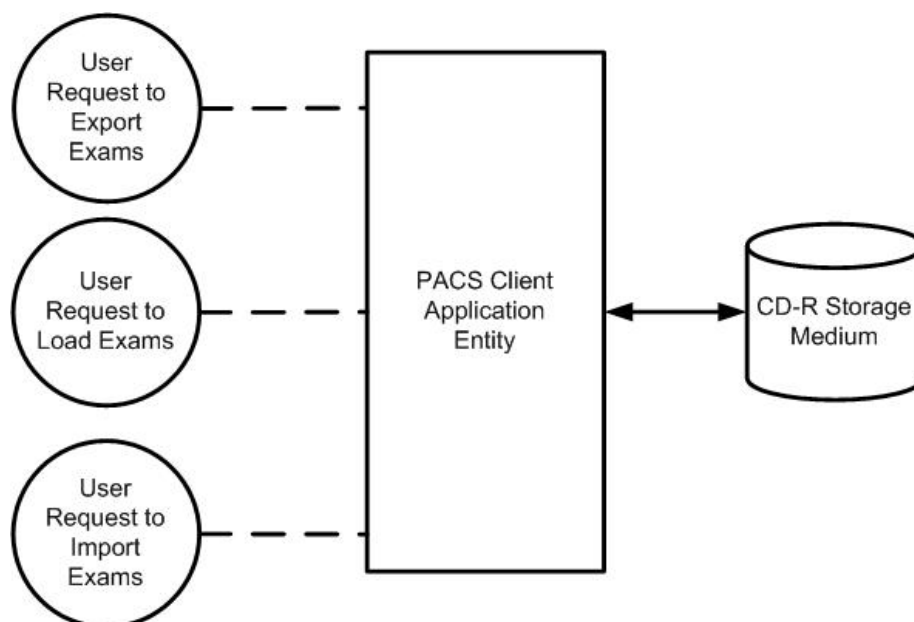 User
Request to
Export
Exams
User
Request to
Load Exams
User
Request to
Import
Exams
PACS Client
Application
Entity
CD-R Storage
Medium